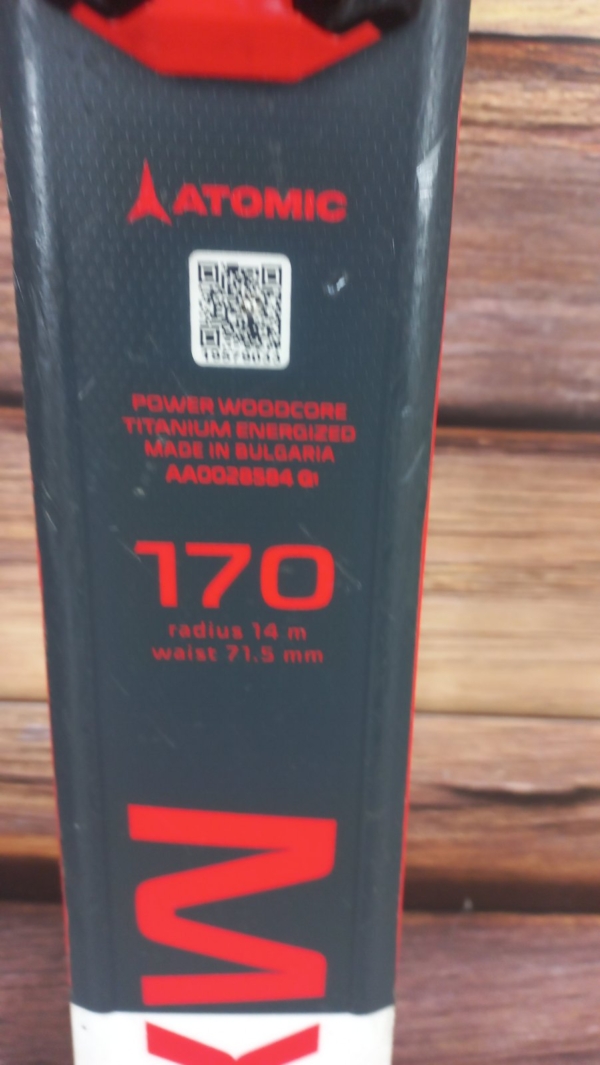 ATOMIC
POWER WOODCORE
TITANIUM ENERGIZED
MADE IN BULGARIA
170
radius 14 m
waist 71.5 mm